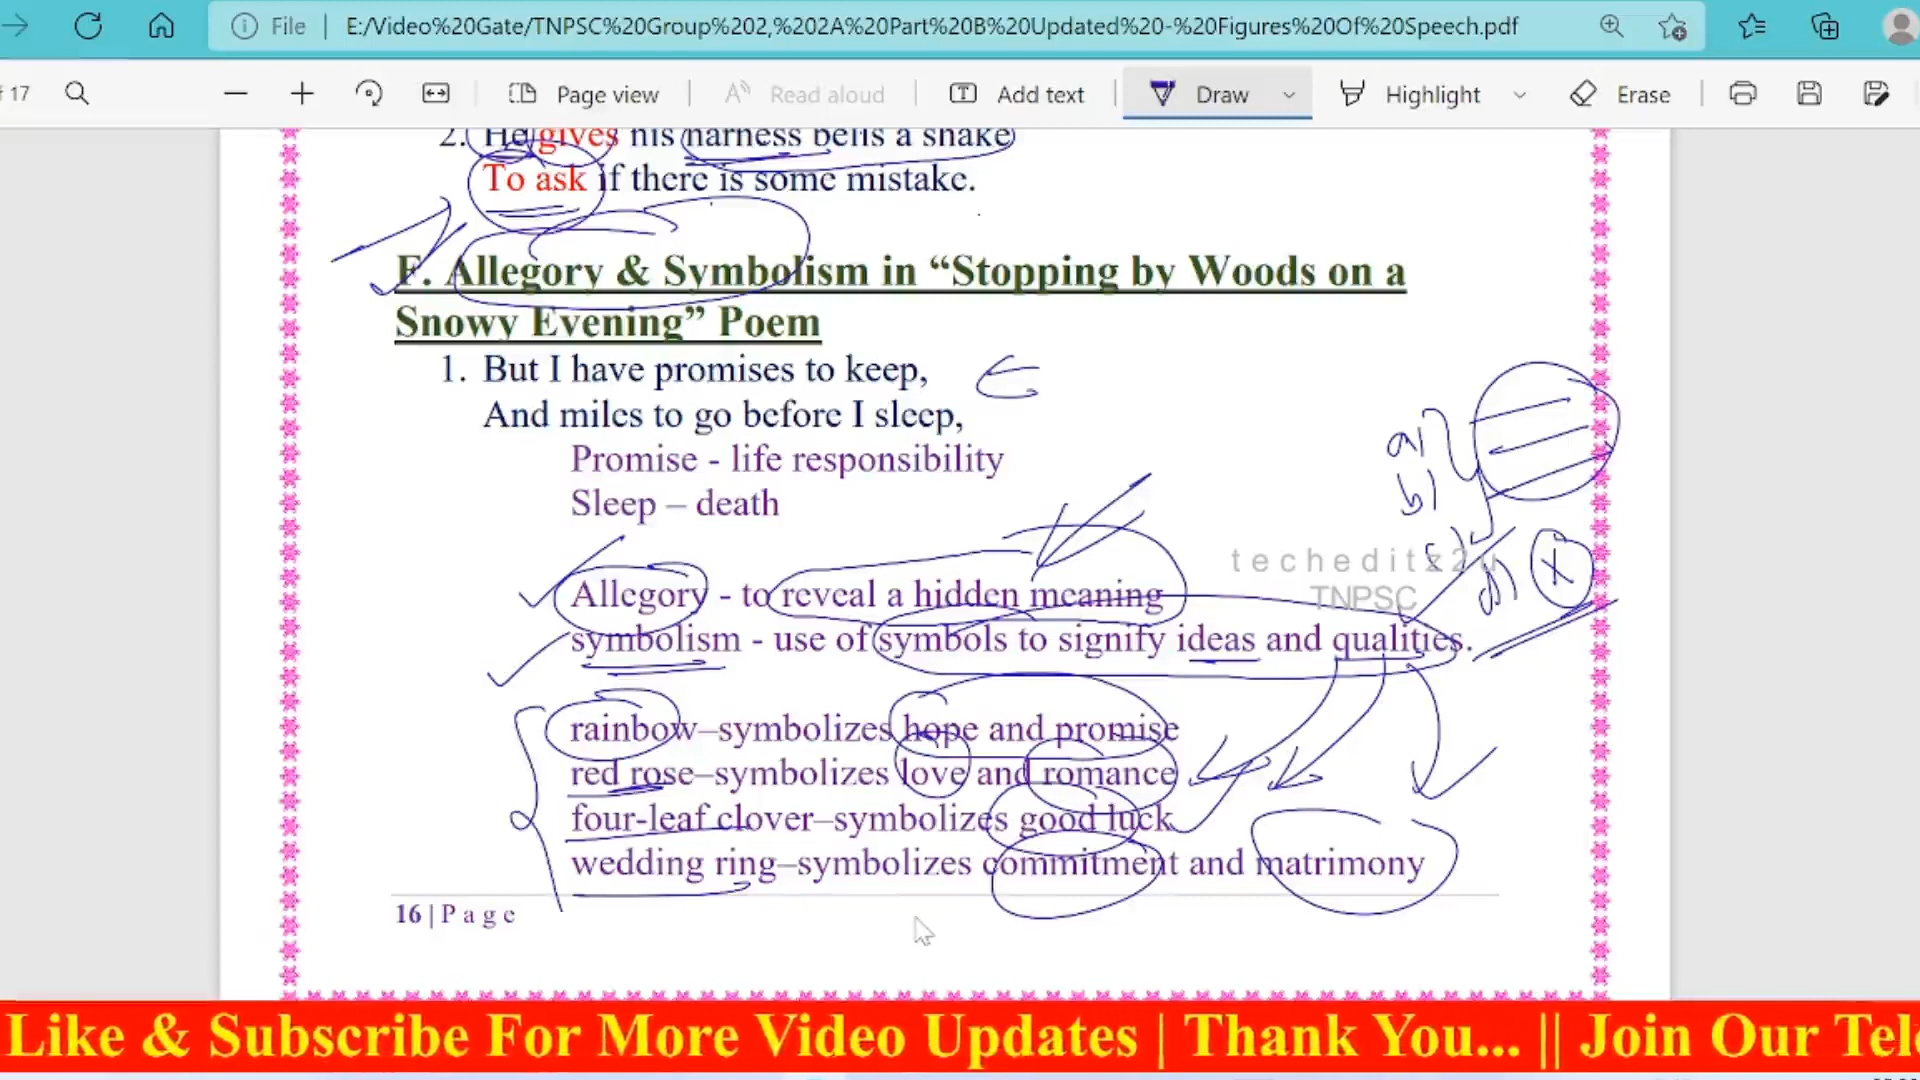 File | E:/Video%20Gate/TNPSC%20Group%202,%202A%20Part%20B%20Updated%20-%20Figures%20Of%20Speech.pdf
f 17 Page view Read aloud Add text Draw Highlight Erase
2. He gives his harness bells a shake
To ask if there is some mistake.
F. Allegory & Symbolism in “Stopping by Woods on a
Snowy Evening” Poem
1. But I have promises to keep,
And miles to go before I sleep,
Promise - life responsibility
Sleep – death
a)
b)
c)
d) X
techeditz2u
TNPSC
Allegory - to reveal a hidden meaning
symbolism - use of symbols to signify ideas and qualities.
rainbow–symbolizes hope and promise
red rose–symbolizes love and romance
four-leaf clover–symbolizes good luck
wedding ring–symbolizes commitment and matrimony
16 | Page
Like & Subscribe For More Video Updates | Thank You... || Join Our Tele